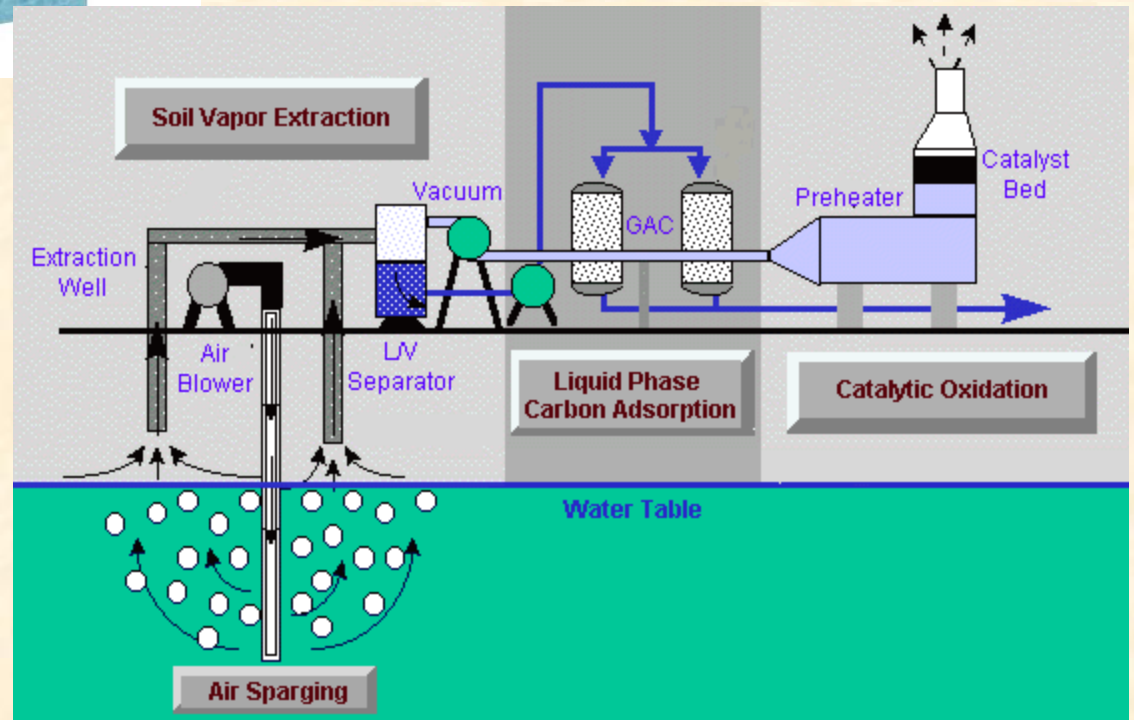 Soil Vapor Extraction
Vacuum
Catalyst
Bed
Preheater
GAC
Extraction
Well
Air
Blower
L/V
Separator
Liquid Phase
Carbon Adsorption
Catalytic Oxidation
Water Table
Air Sparging